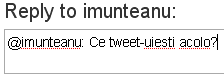 Reply to imunteanu:
@imunteanu: Ce tweet-uiesti acolo?